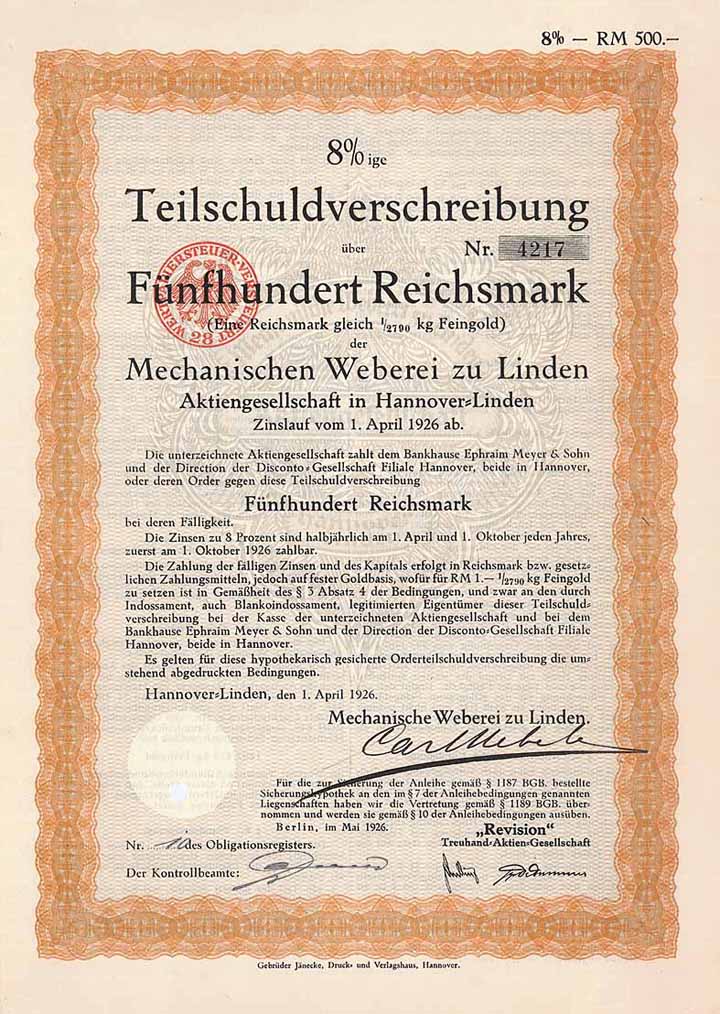 8% — RM 500.—
8% ige
Teilschuldverschreibung
über Nr. 4217
Fünfhundert Reichsmark
(Eine Reichsmark gleich 1/2790 kg Feingold)
der
Mechanischen Weberei zu Linden
Aktiengesellschaft in Hannover=Linden
Zinslauf vom 1. April 1926 ab.
Die unterzeichnete Aktiengesellschaft zahlt dem Bankhause Ephraim Meyer & Sohn
und der Direction der Disconto=Gesellschaft Filiale Hannover, beide in Hannover,
oder deren Order gegen diese Teilschuldverschreibung
Fünfhundert Reichsmark
bei deren Fälligkeit.
Die Zinsen zu 8 Prozent sind halbjährlich am 1. April und 1. Oktober jeden Jahres,
zuerst am 1. Oktober 1926 zahlbar.
Die Zahlung der fälligen Zinsen und des Kapitals erfolgt in Reichsmark bzw. gesetz=
lichen Zahlungsmitteln, jedoch auf fester Goldbasis, wofür für RM 1.— 1/2790 kg Feingold
zu setzen ist in Gemäßheit des § 3 Absatz 4 der Bedingungen, und zwar an den durch
Indossament, auch Blankoindossament, legitimierten Eigentümer dieser Teilschuld=
verschreibung bei der Kasse der unterzeichneten Aktiengesellschaft und bei dem
Bankhause Ephraim Meyer & Sohn und der Direction der Disconto=Gesellschaft Filiale
Hannover, beide in Hannover.
Es gelten für diese hypothekarisch gesicherte Orderteilschuldverschreibung die um=
stehend abgedruckten Bedingungen.
Hannover=Linden, den 1. April 1926.
Mechanische Weberei zu Linden.
Für die zur Sicherung der Anleihe gemäß § 1187 BGB. bestellte
Sicherungshypothek an den im § 7 der Anleihebedingungen genannten
Liegenschaften haben wir die Vertretung gemäß § 1189 BGB. über=
nommen und werden sie gemäß § 10 der Anleihebedingungen ausüben.
Berlin, im Mai 1926.
„Revision"
Treuhand=Aktien=Gesellschaft
Nr. des Obligationsregisters.
Der Kontrollbeamte:
Gebrüder Jänecke, Druck= und Verlagshaus, Hannover.